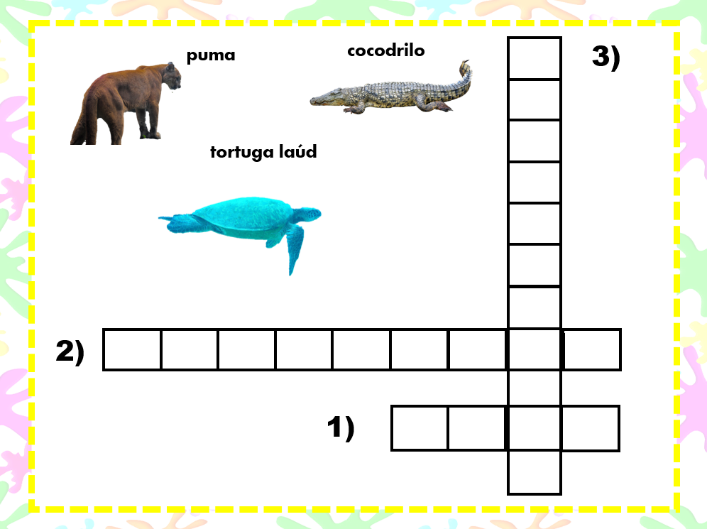 puma
cocodrilo
3)
tortuga laúd
2)
1)